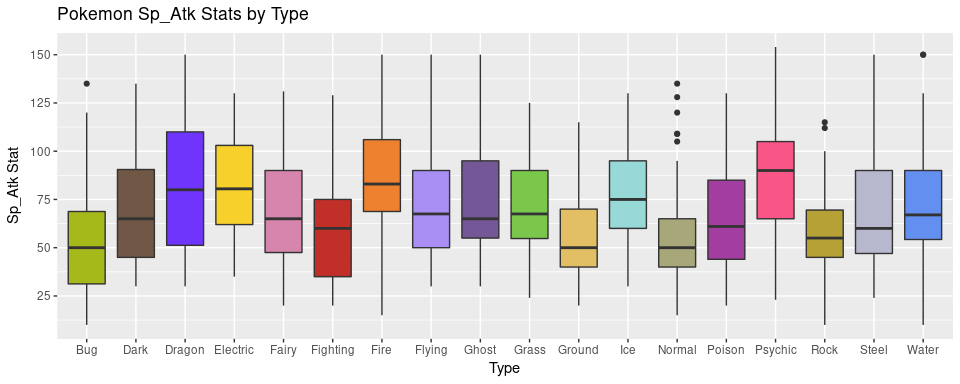 Pokemon Sp_Atk Stats by Type
Sp_Atk Stat
150
125
100
75
50
25
Bug Dark Dragon Electric Fairy Fighting Fire Flying Ghost Grass Ground Ice Normal Poison Psychic Rock Steel Water
Type